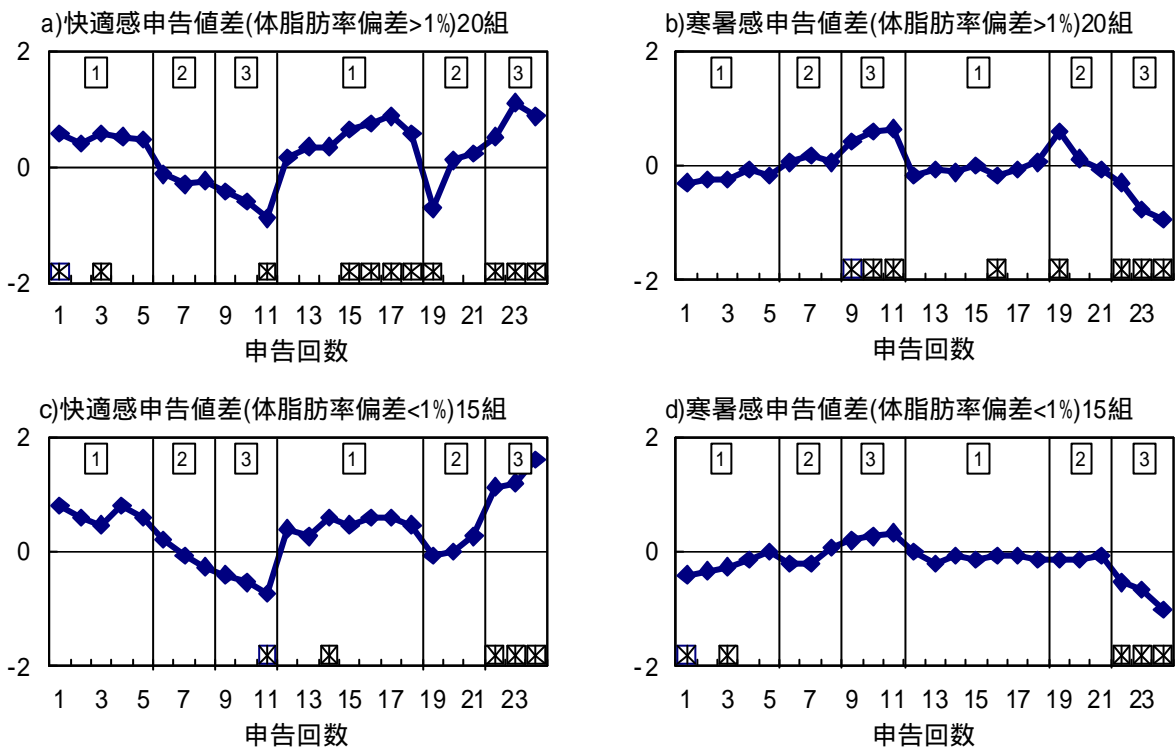 a)快適感申告値差(体脂肪率偏差>1%)20組
2
1 2 3 1 2 3
0
-2
1 3 5 7 9 11 13 15 17 19 21 23
申告回数
b)寒暑感申告値差(体脂肪率偏差>1%)20組
2
1 2 3 1 2 3
0
-2
1 3 5 7 9 11 13 15 17 19 21 23
申告回数
c)快適感申告値差(体脂肪率偏差<1%)15組
2
1 2 3 1 2 3
0
-2
1 3 5 7 9 11 13 15 17 19 21 23
申告回数
d)寒暑感申告値差(体脂肪率偏差<1%)15組
2
1 2 3 1 2 3
0
-2
1 3 5 7 9 11 13 15 17 19 21 23
申告回数